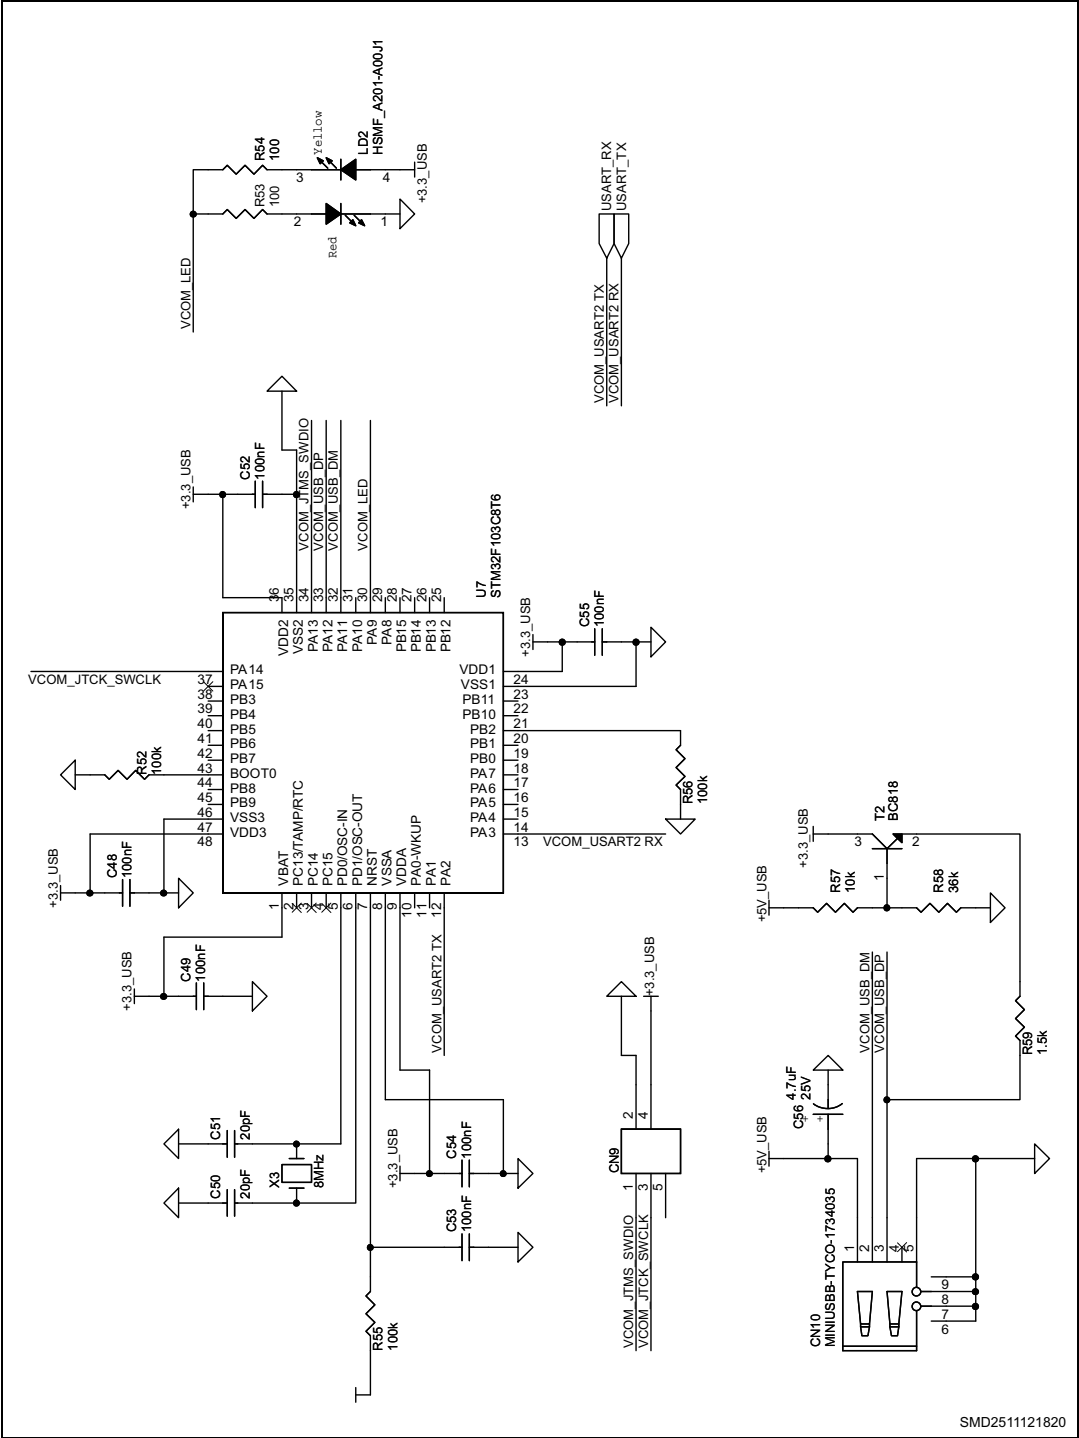 R54
100
Yellow
LD2
HSMF_A201-A00J1
3
4
+3.3_USB
R53
100
2
1
Red
VCOM_LED
USART_RX
USART_TX
VCOM_USART2 TX
VCOM_USART2 RX
+3.3_USB
C52
100nF
VCOM_JTMS_SWDIO
VCOM_USB_DP
VCOM_USB_DM
VCOM_LED
U7
STM32F103C8T6
36
35
34
33
32
31
30
29
28
27
26
25
VDD2
VSS2
PA13
PA12
PA11
PA10
PA9
PA8
PB15
PB14
PB13
PB12
VCOM_JTCK_SWCLK
37
38
39
40
41
42
43
44
45
46
47
48
PA14
PA15
PB3
PB4
PB5
PB6
PB7
BOOT0
PB8
PB9
VSS3
VDD3
R52
100k
+3.3_USB
C48
100nF
VDD1
VSS1
PB11
PB10
PB2
PB1
PB0
PA7
PA6
PA5
PA4
PA3
24
23
22
21
20
19
18
17
16
15
14
13
+3.3_USB
C55
100nF
R56
100k
VCOM_USART2 RX
VBAT
PC13/TAMP/RTC
PC14
PC15
PD0/OSC-IN
PD1/OSC-OUT
NRST
VSSA
VDDA
PA0-WKUP
PA1
PA2
1
2
3
4
5
6
7
8
9
10
11
12
+3.3_USB
C49
100nF
VCOM_USART2 TX
C51
20pF
C50
20pF
X3
8MHz
+3.3_USB
C54
100nF
C53
100nF
R55
100k
+3.3_USB
CN9
2
4
1
3
5
VCOM_JTMS_SWDIO
VCOM_JTCK_SWCLK
+3.3_USB
T2
BC818
3
2
1
+5V_USB
R57
10k
R58
36k
VCOM_USB_DM
VCOM_USB_DP
R59
1.5k
C56
4.7uF
25V
+
+5V_USB
CN10
MINIUSBB-TYCO-1734035
1
2
3
4
5
9
8
7
6
SMD2511121820